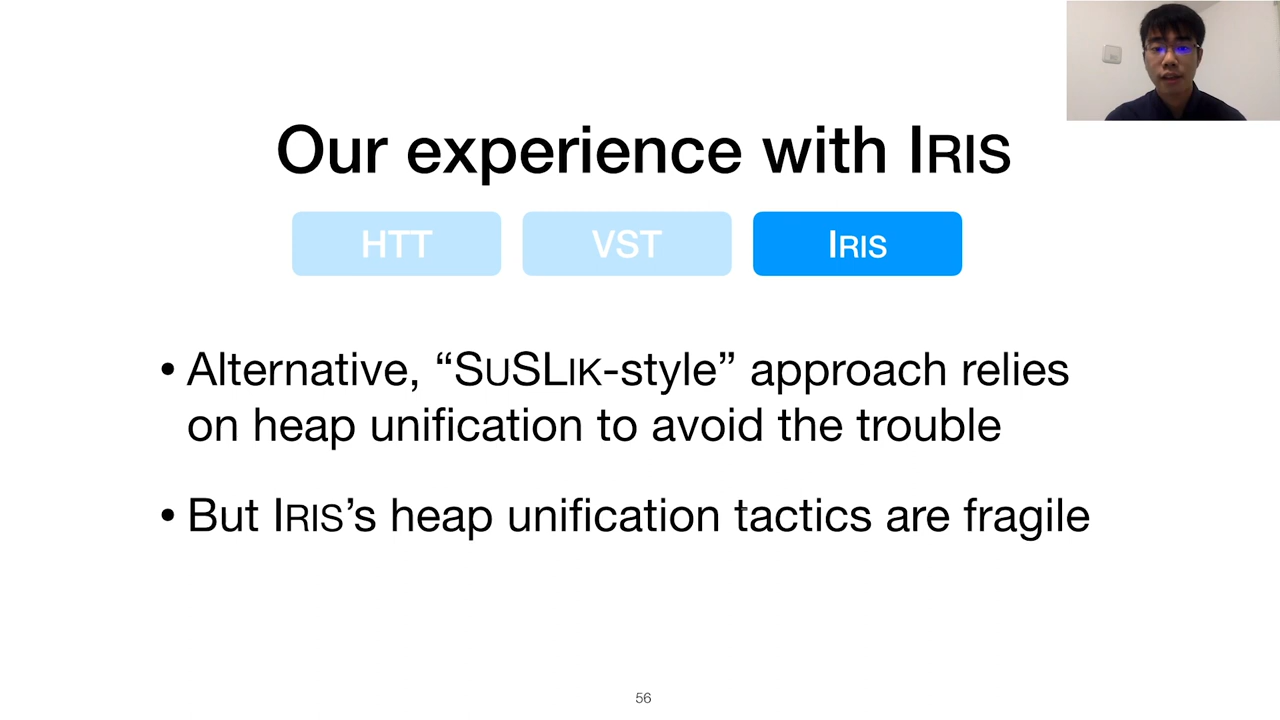 Our experience with IRIS
HTT
VST
IRIS
• Alternative, “SUSLIK-style” approach relies
on heap unification to avoid the trouble
• But IRIS’s heap unification tactics are fragile
56